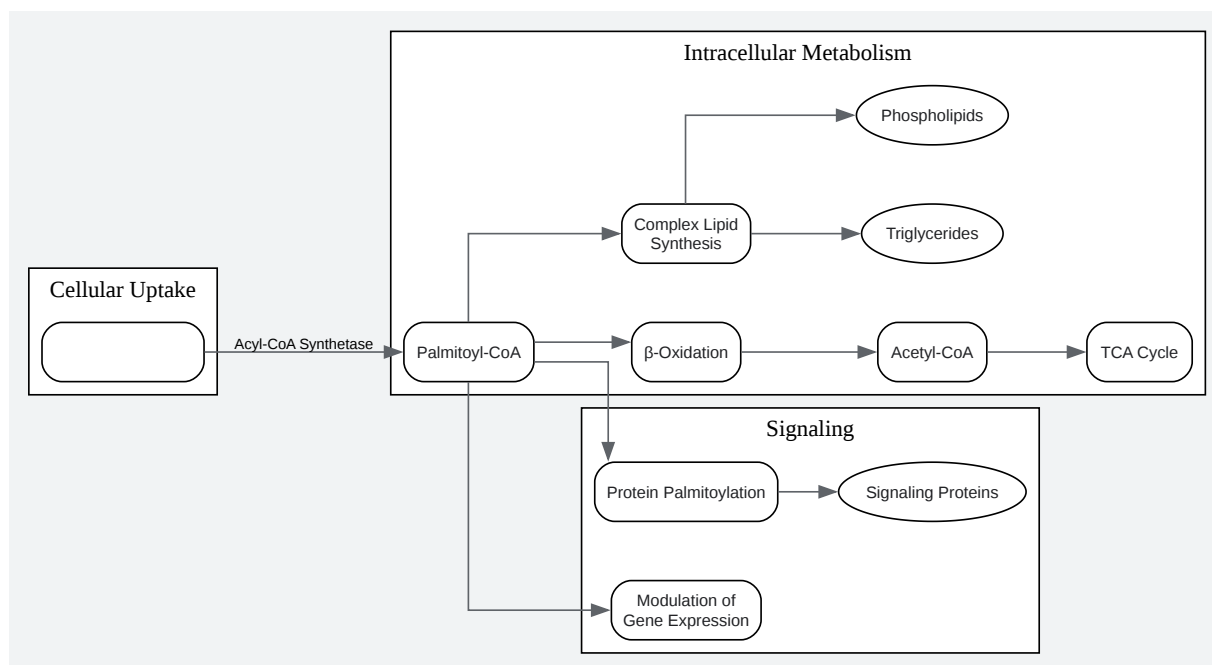 Intracellular Metabolism
Phospholipids
Complex Lipid
Synthesis
Triglycerides
Cellular Uptake
Acyl-CoA Synthetase
Palmitoyl-CoA
β-Oxidation
Acetyl-CoA
TCA Cycle
Signaling
Protein Palmitoylation
Signaling Proteins
Modulation of
Gene Expression